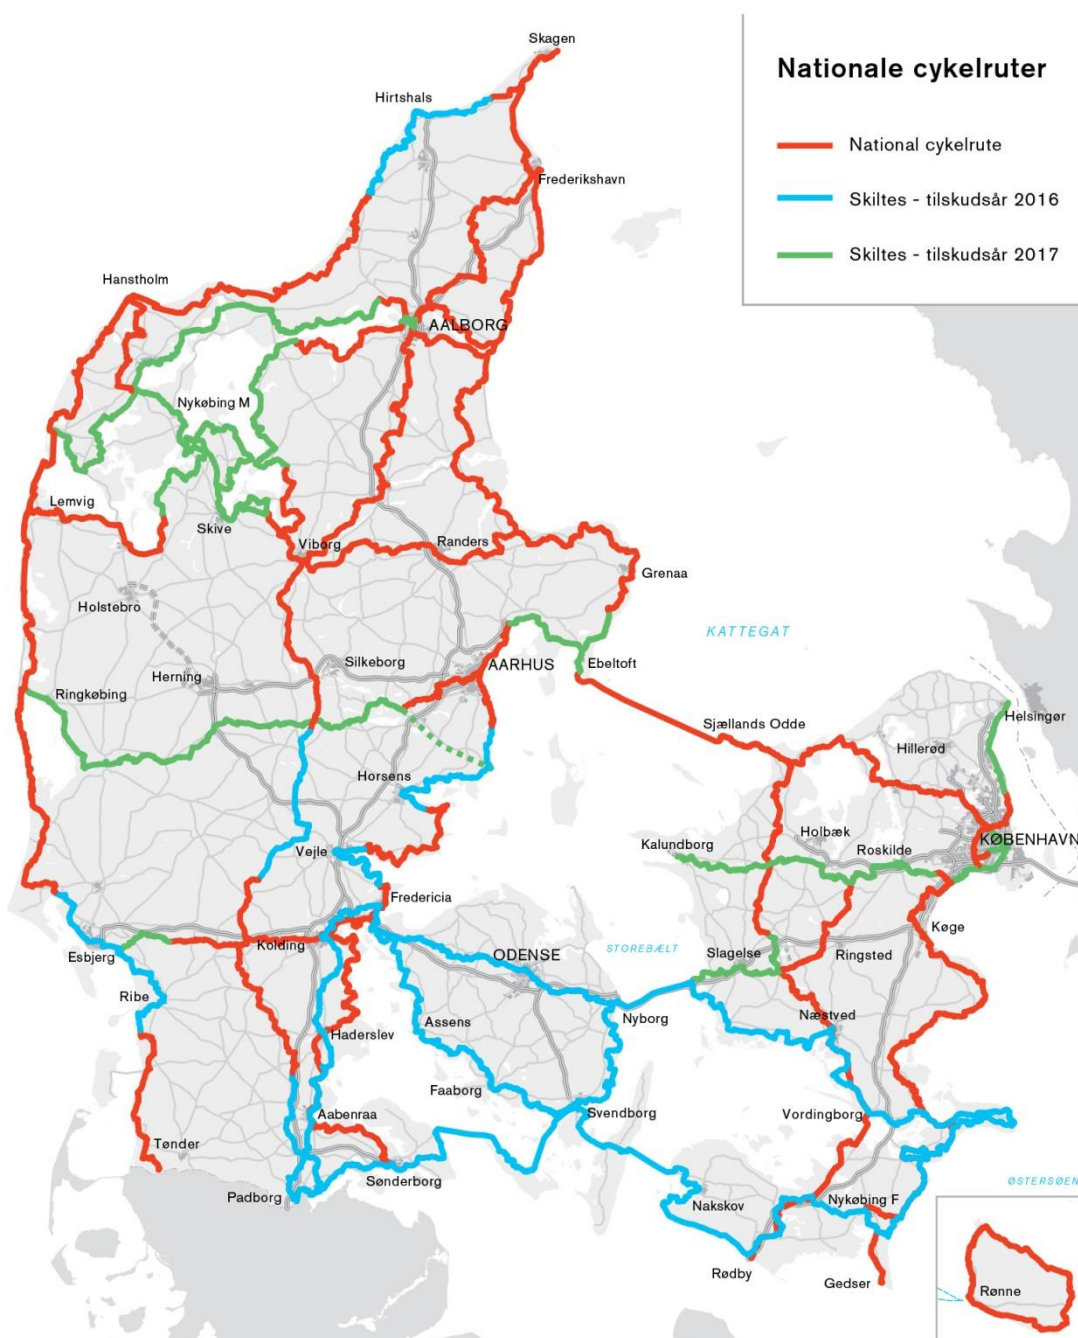 Nationale cykelruter
National cykelrute
Skiltes - tilskudsår 2016
Skiltes - tilskudsår 2017
Skagen
Hirtshals
Frederikshavn
Hanstholm
AALBORG
Nykøbing M
Lemvig
Skive
Viborg
Randers
Grenaa
Holstebro
KATTEGAT
Silkeborg
AARHUS
Ebeltoft
Herning
Ringkøbing
Sjællands Odde
Helsingør
Hillerød
Horsens
Holbæk
KØBENHAVN
Kalundborg
Roskilde
Vejle
Fredericia
Køge
Kolding
Esbjerg
ODENSE
STOREBÆLT
Slagelse
Ringsted
Ribe
Nyborg
Næstved
Assens
Haderslev
Faaborg
Svendborg
Vordingborg
Aabenraa
Tønder
Sønderborg
Padborg
Nakskov
Nykøbing F
ØSTERSØEN
Rødby
Gedser
Rønne